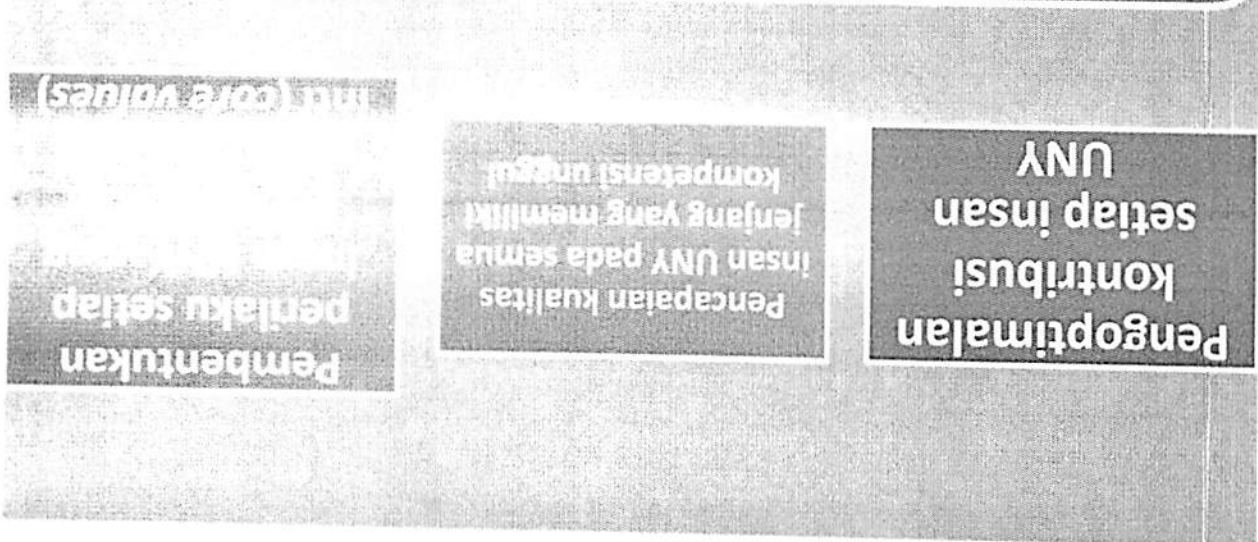 Pengoptimalan
kontribusi
setiap insan
UNY
Pencapaian kualitas
insan UNY pada semua
jenjang yang memiliki
kompetensi unggul
Pembentukan
perilaku setiap
inti (core values)